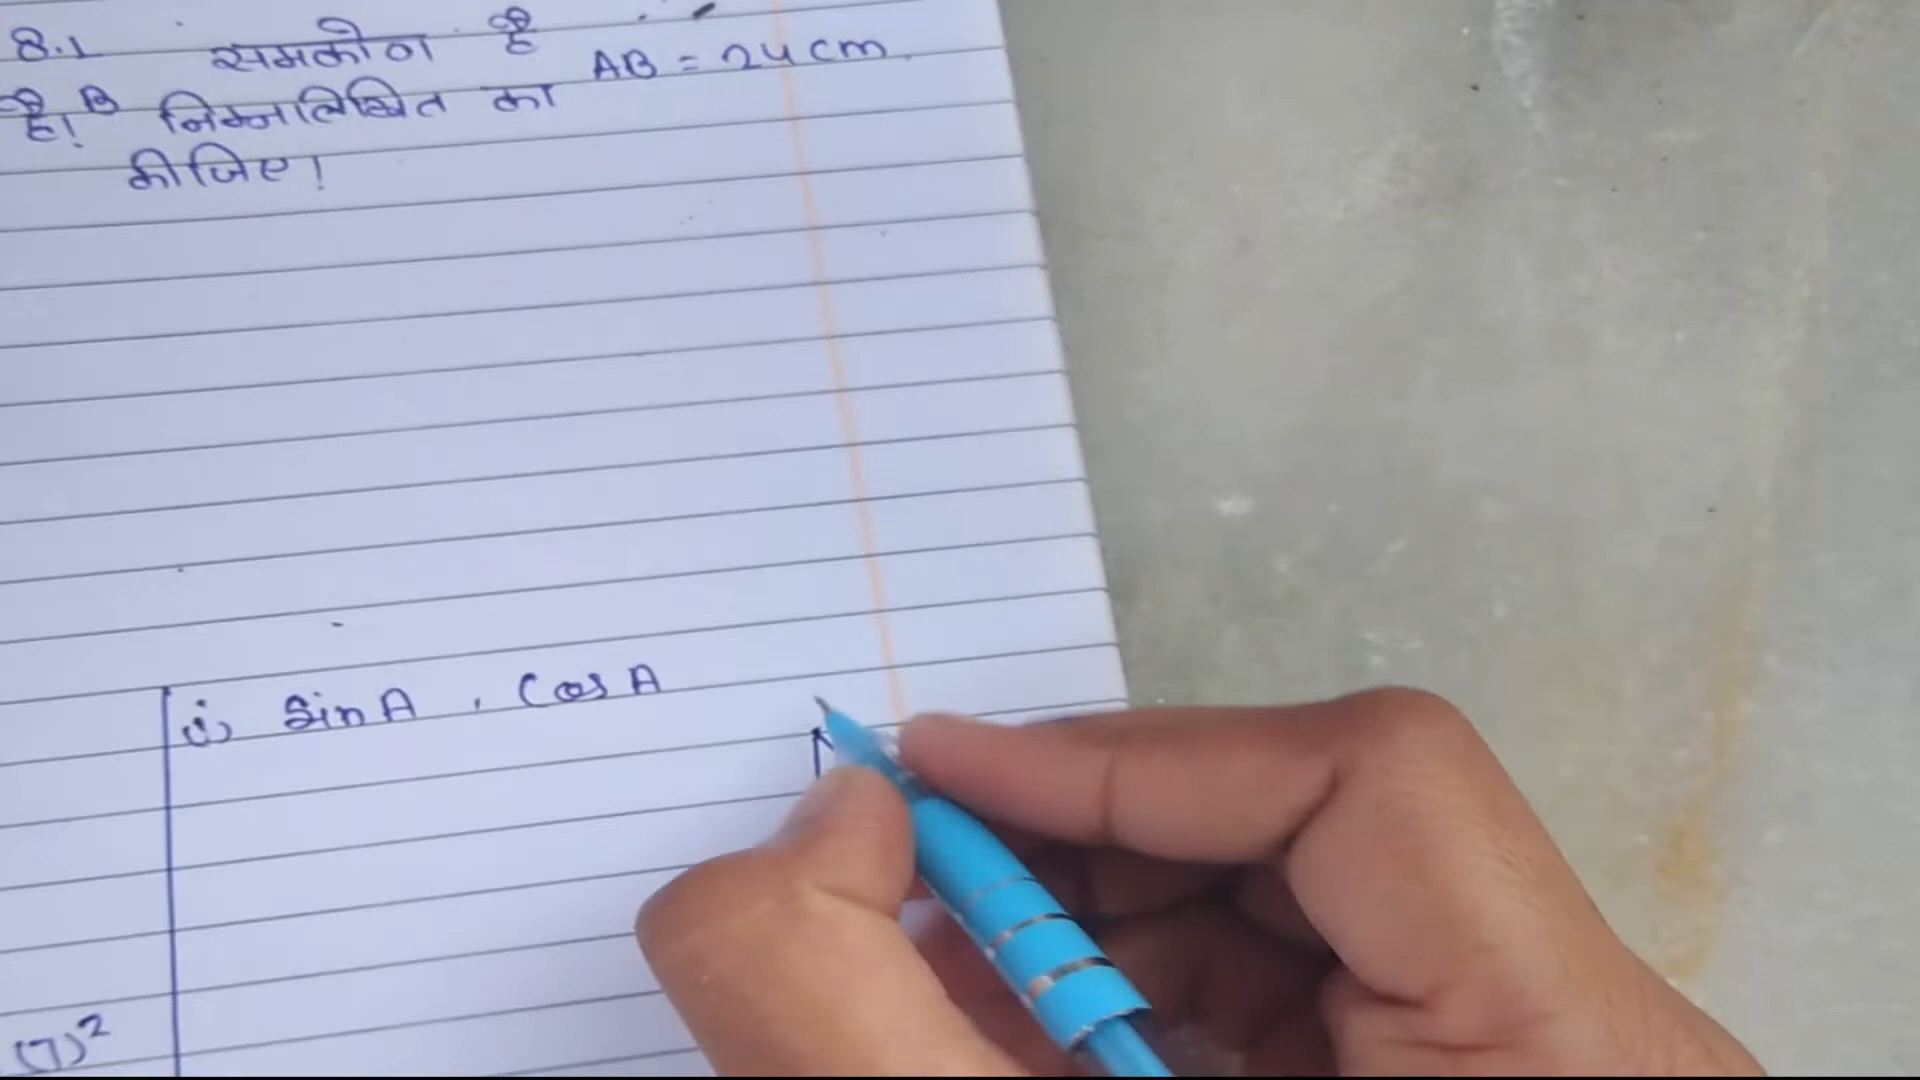 8.1 समकोण है AB = 24 cm.
है। B निम्नलिखित का
कीजिए।
(i) Sin A , Cos A
(7)²